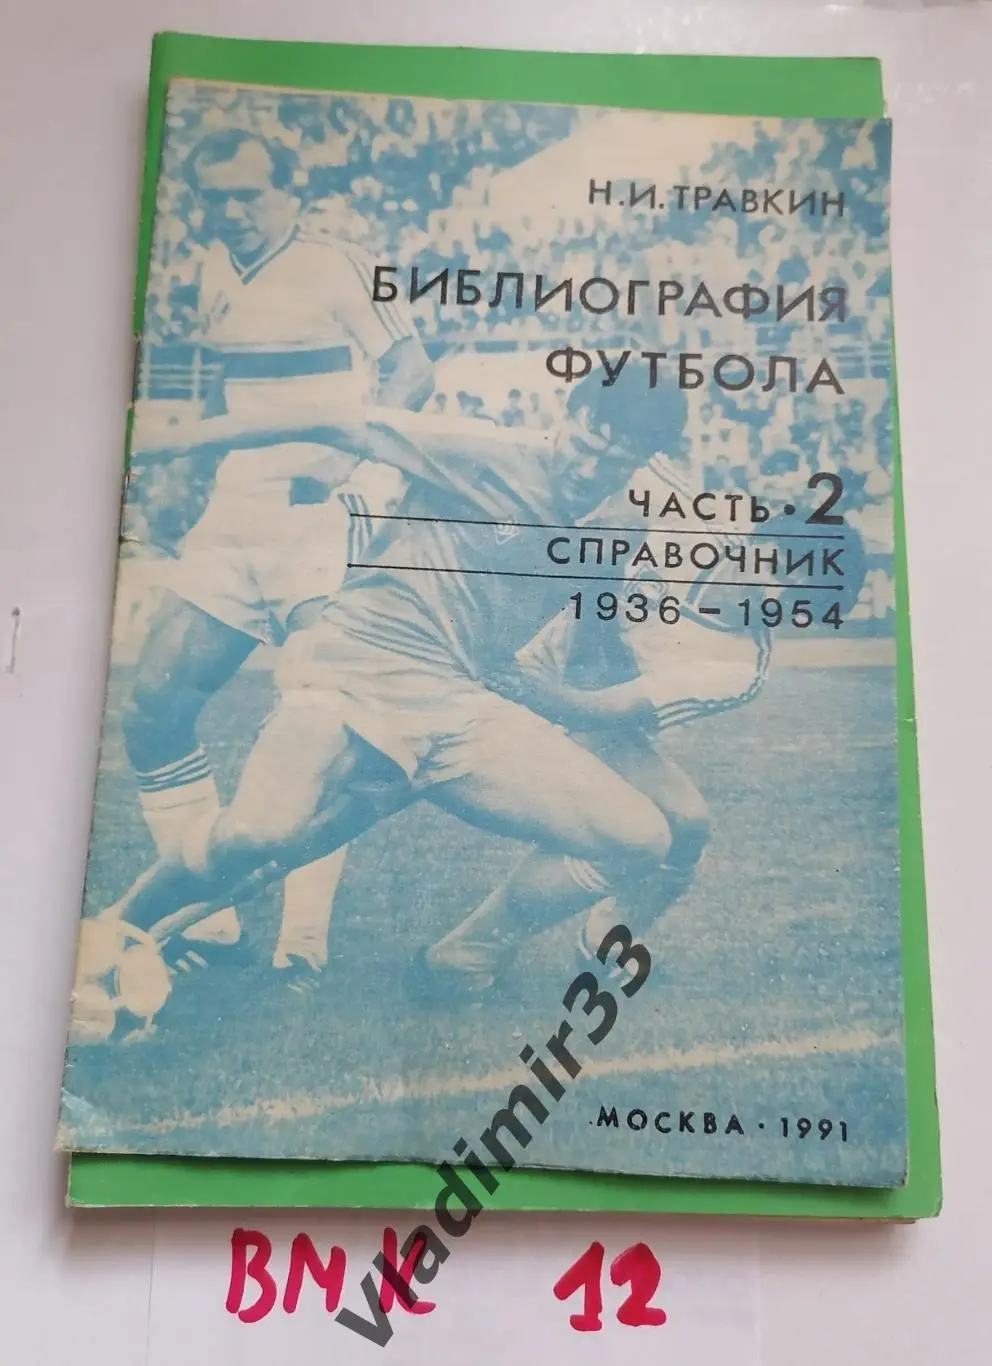 Н.И. ТРАВКИН
БИБЛИОГРАФИЯ
ФУТБОЛА
ЧАСТЬ · 2
СПРАВОЧНИК
1936 – 1954
vladimir33
МОСКВА · 1991
ВМК 12